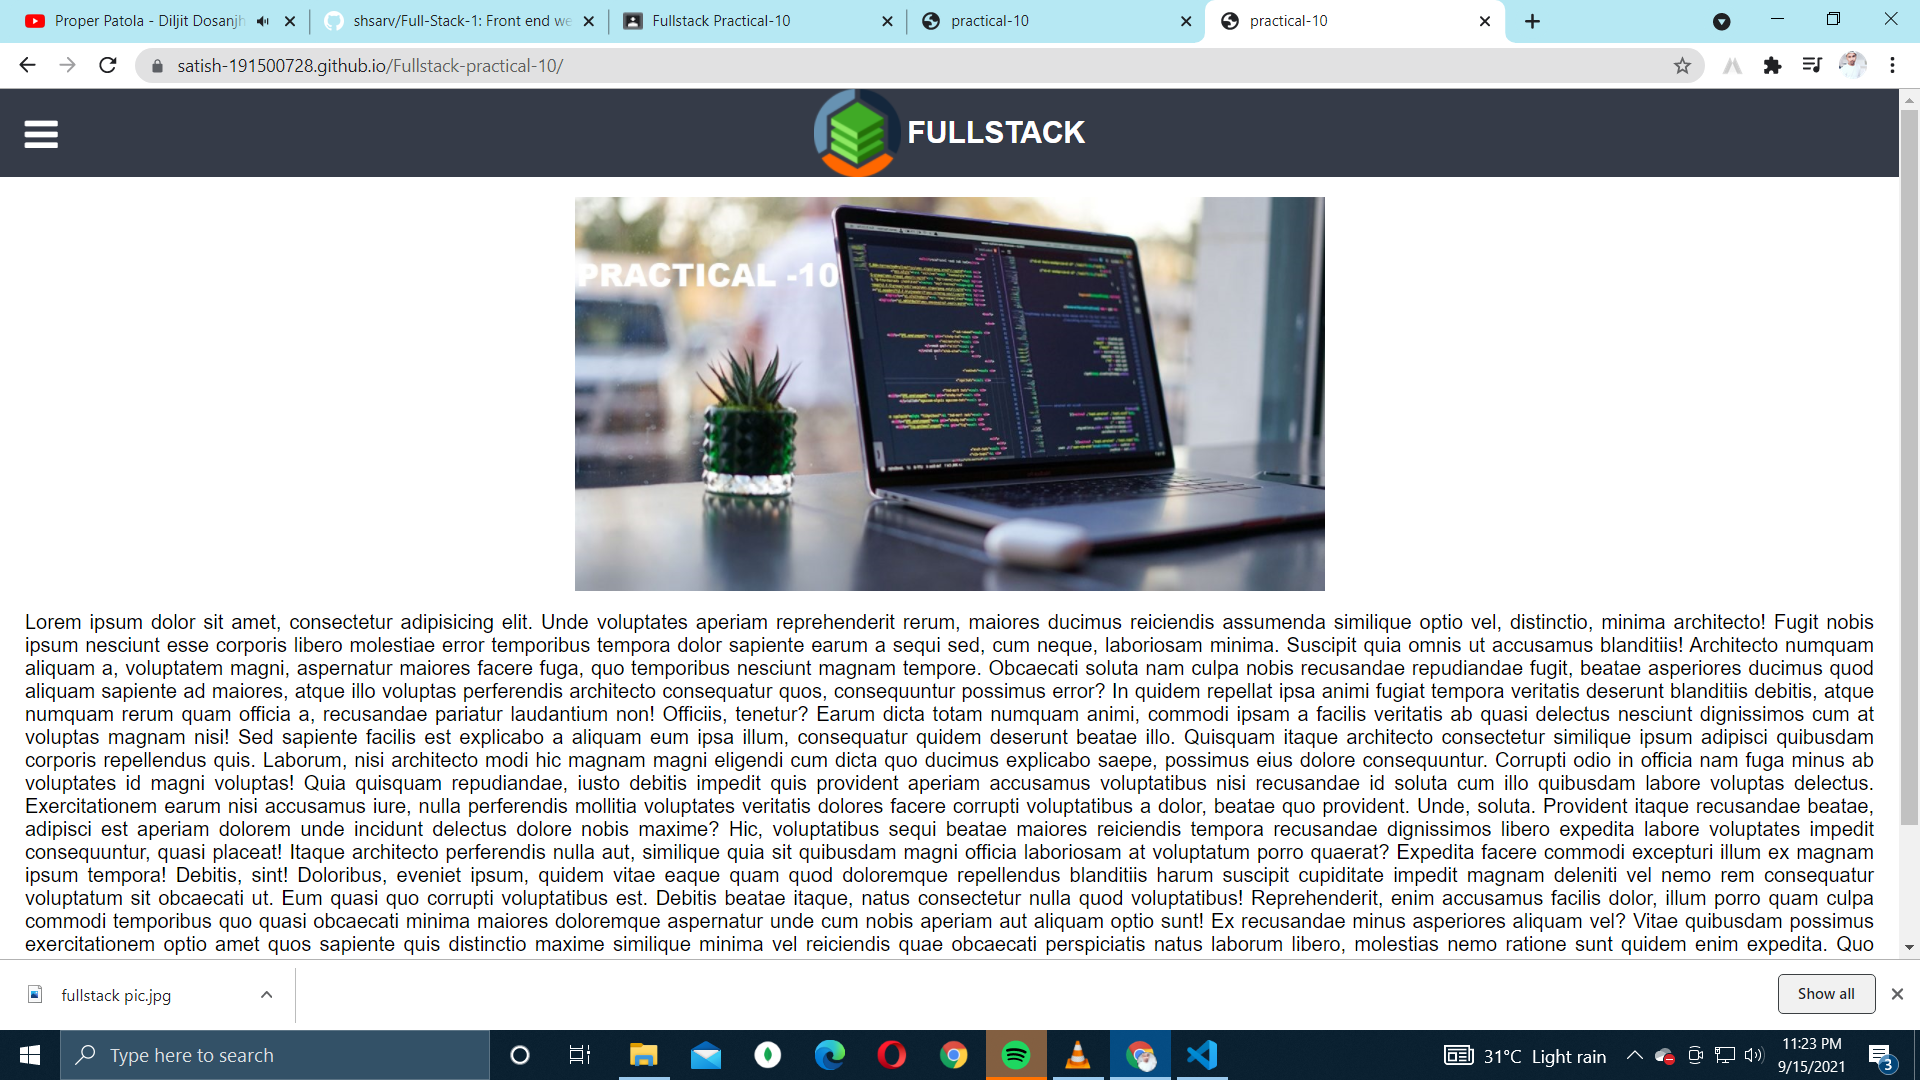 Proper Patola - Diljit Dosanjh
shsarv/Full-Stack-1: Front end we
Fullstack Practical-10
practical-10
practical-10
satish-191500728.github.io/Fullstack-practical-10/
FULLSTACK
PRACTICAL -10
Lorem ipsum dolor sit amet, consectetur adipisicing elit. Unde voluptates aperiam reprehenderit rerum, maiores ducimus reiciendis assumenda similique optio vel, distinctio, minima architecto! Fugit nobis
ipsum nesciunt esse corporis libero molestiae error temporibus tempora dolor sapiente earum a sequi sed, cum neque, laboriosam minima. Suscipit quia omnis ut accusamus blanditiis! Architecto numquam
aliquam a, voluptatem magni, aspernatur maiores facere fuga, quo temporibus nesciunt magnam tempore. Obcaecati soluta nam culpa nobis recusandae repudiandae fugit, beatae asperiores ducimus quod
aliquam sapiente ad maiores, atque illo voluptas perferendis architecto consequatur quos, consequuntur possimus error? In quidem repellat ipsa animi fugiat tempora veritatis deserunt blanditiis debitis, atque
numquam rerum quam officia a, recusandae pariatur laudantium non! Officiis, tenetur? Earum dicta totam numquam animi, commodi ipsam a facilis veritatis ab quasi delectus nesciunt dignissimos cum at
voluptas magnam nisi! Sed sapiente facilis est explicabo a aliquam eum ipsa illum, consequatur quidem deserunt beatae illo. Quisquam itaque architecto consectetur similique ipsum adipisci quibusdam
corporis repellendus quis. Laborum, nisi architecto modi hic magnam magni eligendi cum dicta quo ducimus explicabo saepe, possimus eius dolore consequuntur. Corrupti odio in officia nam fuga minus ab
voluptates id magni voluptas! Quia quisquam repudiandae, iusto debitis impedit quis provident aperiam accusamus voluptatibus nisi recusandae id soluta cum illo quibusdam labore voluptas delectus.
Exercitationem earum nisi accusamus iure, nulla perferendis mollitia voluptates veritatis dolores facere corrupti voluptatibus a dolor, beatae quo provident. Unde, soluta. Provident itaque recusandae beatae,
adipisci est aperiam dolorem unde incidunt delectus dolore nobis maxime? Hic, voluptatibus sequi beatae maiores reiciendis tempora recusandae dignissimos libero expedita labore voluptates impedit
consequuntur, quasi placeat! Itaque architecto perferendis nulla aut, similique quia sit quibusdam magni officia laboriosam at voluptatum porro quaerat? Expedita facere commodi excepturi illum ex magnam
ipsum tempora! Debitis, sint! Doloribus, eveniet ipsum, quidem vitae eaque quam quod doloremque repellendus blanditiis harum suscipit cupiditate impedit magnam deleniti vel nemo rem consequatur
voluptatum sit obcaecati ut. Eum quasi quo corrupti voluptatibus est. Debitis beatae itaque, natus consectetur nulla quod voluptatibus! Reprehenderit, enim accusamus facilis dolor, illum porro quam culpa
commodi temporibus quo quasi obcaecati minima maiores doloremque aspernatur unde cum nobis aperiam aut aliquam optio sunt! Ex recusandae minus asperiores aliquam vel? Vitae quibusdam possimus
exercitationem optio amet quos sapiente quis distinctio maxime similique minima vel reiciendis quae obcaecati perspiciatis natus laborum libero, molestias nemo ratione sunt quidem enim expedita. Quo
fullstack pic.jpg
Show all
Type here to search
31°C Light rain
11:23 PM
9/15/2021
3